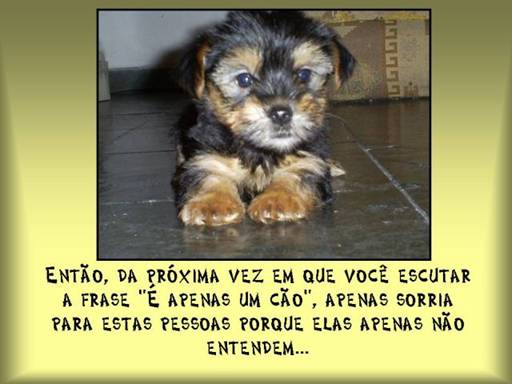 ENTÃO, DA PRÓXIMA VEZ EM QUE VOCÊ ESCUTAR
A FRASE "É APENAS UM CÃO", APENAS SORRIA
PARA ESTAS PESSOAS PORQUE ELAS APENAS NÃO
ENTENDEM...